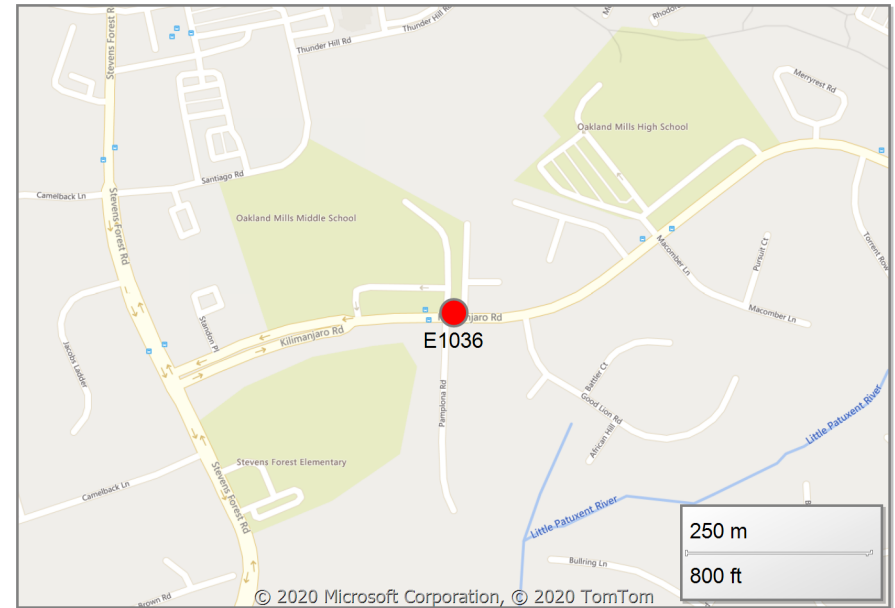 Rhodor
Thunder Hill Rd
Thunder Hill Rd
Stevens Forest R
Merryrest Rd
Oakland Mills High School
Santiago Rd
Camelback Ln
Stevens Forest Rd
Oakland Mills Middle School
Macomber Ln
Pursuit Ct
Torrent Row
Macomber Ln
Standon Pl
Kilimanjaro Rd
njaro Rd
E1036
Jacobs Ladder
Battler Ct
Pamplona Rd
Good Lion Rd
African Hill
Little Patuxent River
Stevens Forest Elementary
Camelback Ln
Stevens Forest Rd
Little Patuxent River
250 m
800 ft
Bullring Ln
Brown Rd
© 2020 Microsoft Corporation, © 2020 TomTom